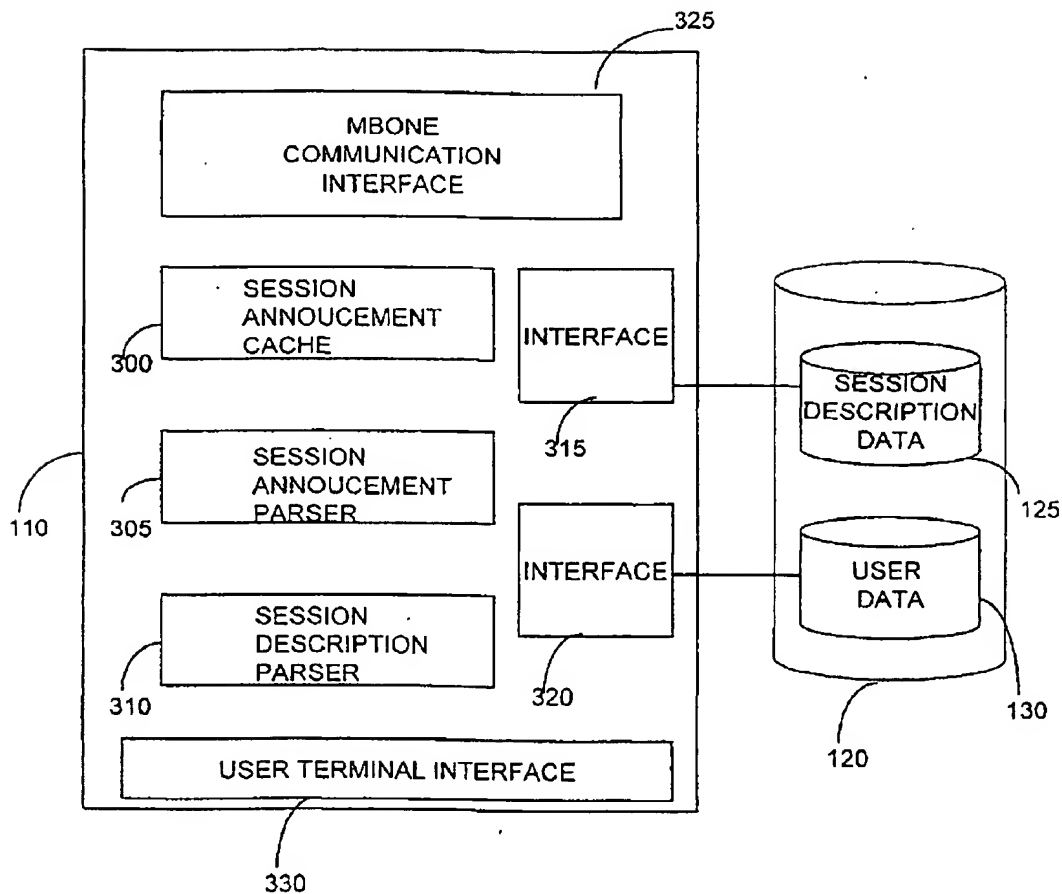 325
MBONE
COMMUNICATION
INTERFACE
SESSION
ANNOUCEMENT
CACHE
300
INTERFACE
315
SESSION
DESCRIPTION
DATA
125
SESSION
ANNOUCEMENT
PARSER
305
110
INTERFACE
320
USER
DATA
130
120
SESSION
DESCRIPTION
PARSER
310
USER TERMINAL INTERFACE
330